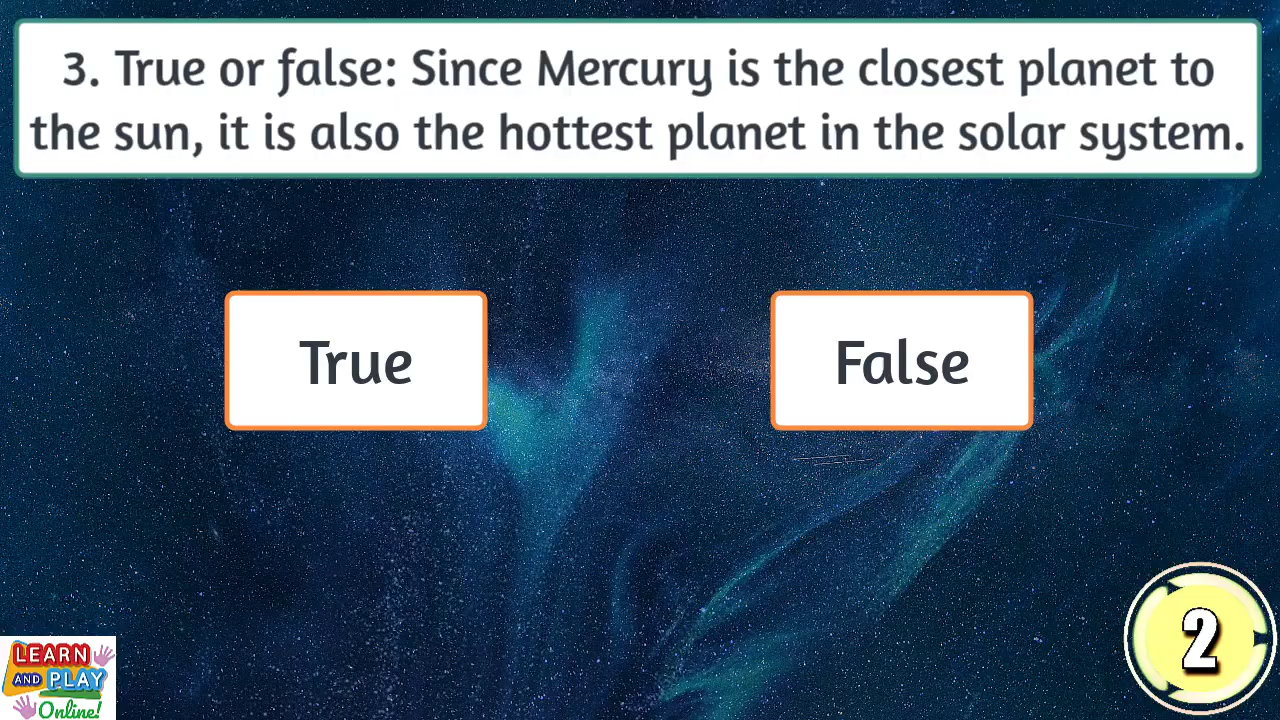 3. True or false: Since Mercury is the closest planet to
the sun, it is also the hottest planet in the solar system.
True
False
2
LEARN
AND PLAY
Online!